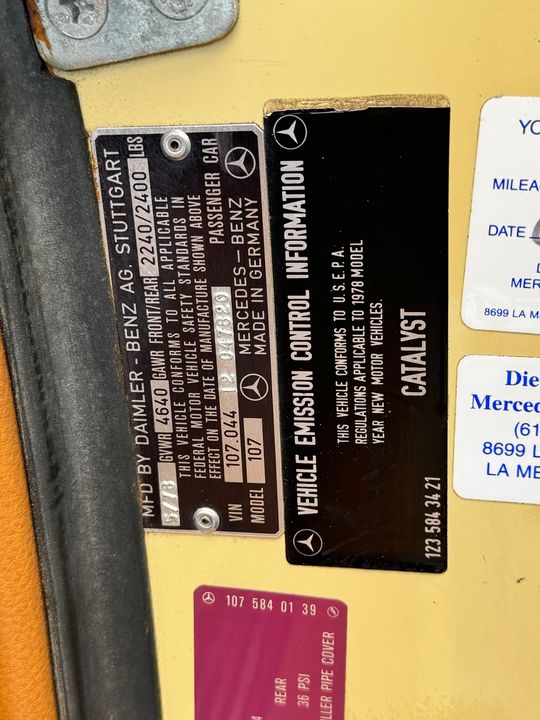 MFD BY DAIMLER - BENZ AG. STUTTGART
GVWR 4640 GAWR FRONT/REAR 2240/2400 LBS
THIS VEHICLE CONFORMS TO ALL APPLICABLE
FEDERAL MOTOR VEHICLE SAFETY STANDARDS IN
EFFECT ON THE DATE OF MANUFACTURE SHOWN ABOVE
VIN 107.044 12 047820 PASSENGER CAR
MODEL 107 MERCEDES-BENZ
MADE IN GERMANY
VEHICLE EMISSION CONTROL INFORMATION
THIS VEHICLE CONFORMS TO U.S.E.P.A.
REGULATIONS APPLICABLE TO 1978 MODEL
YEAR NEW MOTOR VEHICLES.
CATALYST
123 584 34 21
YO
MILEA
DATE
D
MER
8699 LA M
Die
Merced
(61
8699 L
LA ME
107 584 01 39
REAR
36 PSI
LLER PIPE COVER